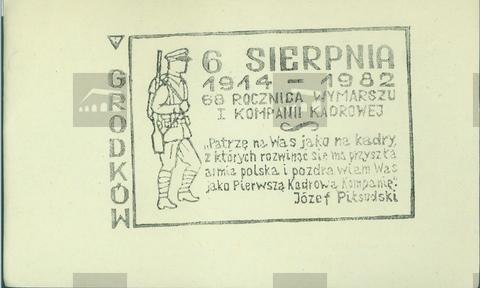 GRODKÓW
6 SIERPNIA
1914 - 1982
68 ROCZNICA WYMARSZU
I KOMPANII KADROWEJ
„Patrzę na Was jako na kadry,
z których rozwinąć się ma przyszła
armia polska i pozdrawiam Was
jako Pierwszą Kadrową Kompanię".
Józef Piłsudski